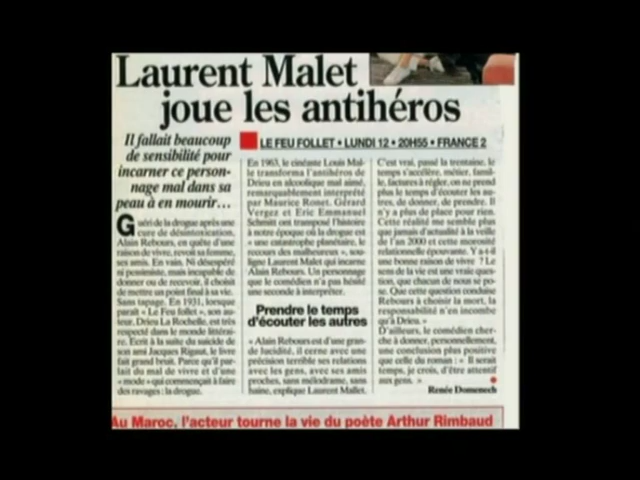 Laurent Malet
joue les antihéros
Il fallait beaucoup
de sensibilité pour
incarner ce person-
nage mal dans sa
peau à en mourir…
LE FEU FOLLET • LUNDI 12 • 20H55 • FRANCE 2
Guéri de la drogue après une
cure de désintoxication,
Alain Rebours, en quête d'une
raison de vivre, revoit sa femme,
ses amis. En vain. Ni désespéré
ni pessimiste, mais incapable de
donner ou de recevoir, il choisit
de mettre un point final à sa vie.
Sans tapage. En 1931, lorsque
paraît « Le Feu follet », son au-
teur, Drieu La Rochelle, est très
respecté dans le monde littérai-
re. Ecrit à la suite du suicide de
son ami Jacques Rigaut, le livre
fait grand bruit. Parce qu'il par-
lait du mal de vivre et d'une
« mode » qui commençait à faire
des ravages : la drogue.
En 1963, le cinéaste Louis Mal-
le transforma l'antihéros de
Drieu en alcoolique mal aimé,
remarquablement interprété
par Maurice Ronet. Gérard
Vergez et Eric Emmanuel
Schmitt ont transposé l'histoire
à notre époque où la drogue est
« une catastrophe planétaire, le
recours des malheureux », sou-
ligne Laurent Malet qui incarne
Alain Rebours. Un personnage
que le comédien n'a pas hésité
une seconde à interpréter.
Prendre le temps
d'écouter les autres
« Alain Rebours est d'une gran-
de lucidité, il cerne avec une
précision terrible ses relations
avec les gens, avec ses amis
proches, sans mélodrame, sans
haine, explique Laurent Mallet.
C'est vrai, passé la trentaine, le
temps s'accélère, métier, famil-
le, factures à régler, on ne prend
plus le temps d'écouter les au-
tres, de donner, de prendre. Il
n'y a plus de place pour rien.
Cette réalité me semble plus
que jamais d'actualité à la veille
de l'an 2000 et cette morosité
relationnelle épouvante. Y a-t-il
une bonne raison de vivre ? Le
sens de la vie est une vraie ques-
tion, que chacun de nous se po-
se. Que cette question conduise
Rebours à choisir la mort, la
responsabilité n'en incombe
qu'à Drieu. »
D'ailleurs, le comédien cher-
che à donner, personnellement,
une conclusion plus positive
que celle du roman : « Il serait
temps, je crois, d'être attentif
aux gens. »
Renée Domenech
Au Maroc, l'acteur tourne la vie du poète Arthur Rimbaud